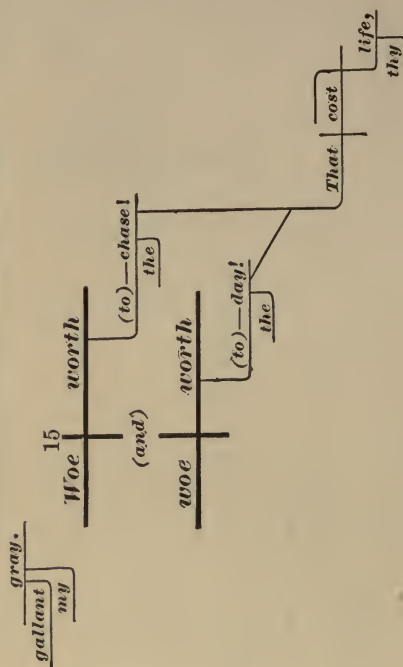 gray.
gallant
my
15
Woe worth
(to)—chase!
the
(and)
woe worth
(to)—day!
the
That cost
life,
thy